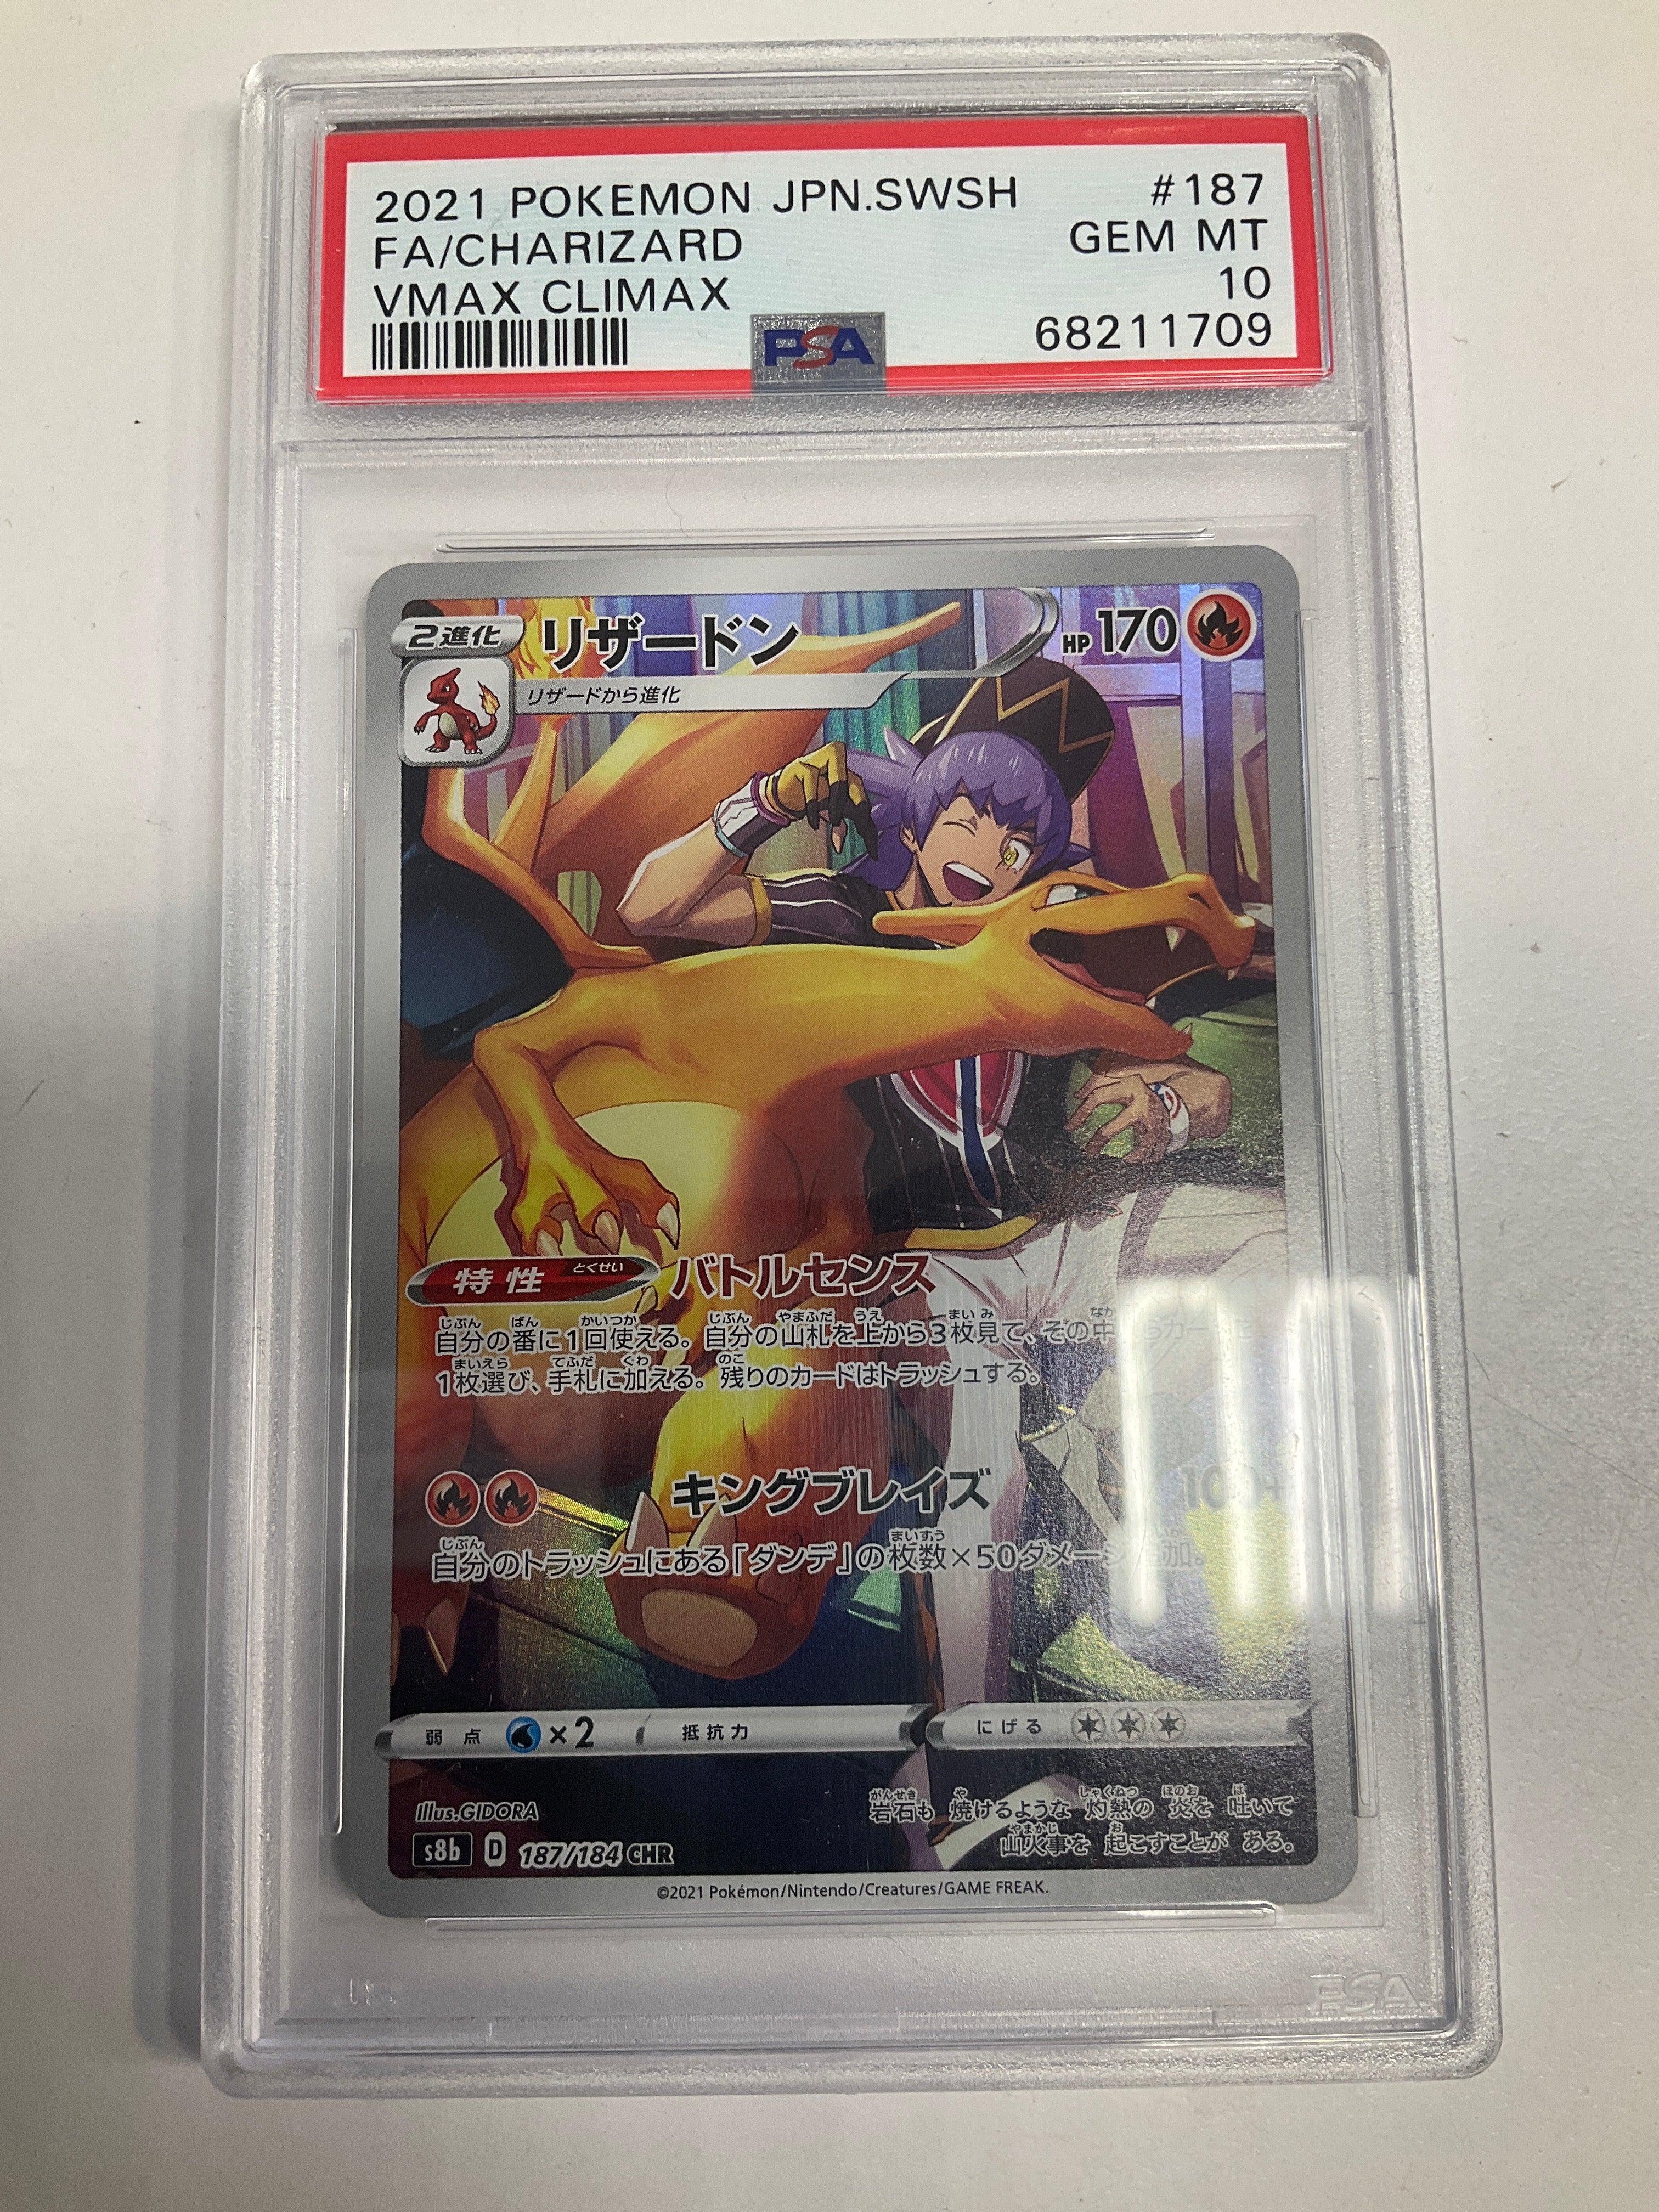 2021 POKEMON JPN.SWSH #187
FA/CHARIZARD GEM MT
VMAX CLIMAX 10
PSA 68211709
2進化 リザードン HP 170
リザードから進化
特性 とくせい バトルセンス
自分の番に1回使える。自分の山札を上から3枚見て、その中
1枚選び、手札に加える。残りのカードはトラッシュする。
キングブレイズ
自分のトラッシュにある「ダンデ」の枚数×50ダメージ追加。
弱点 ×2 抵抗力 にげる
Illus.GIDORA
岩石も 焼けるような 灼熱の 炎を 吐いて
山火事を 起こすことが ある。
s8b D 187/184 CHR
©2021 Pokémon/Nintendo/Creatures/GAME FREAK.
PSA